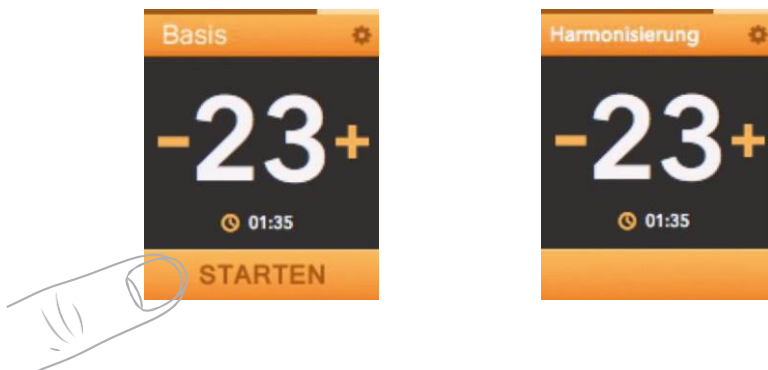 Basis
- 23 +
01:35
STARTEN
Harmonisierung
- 23 +
01:35